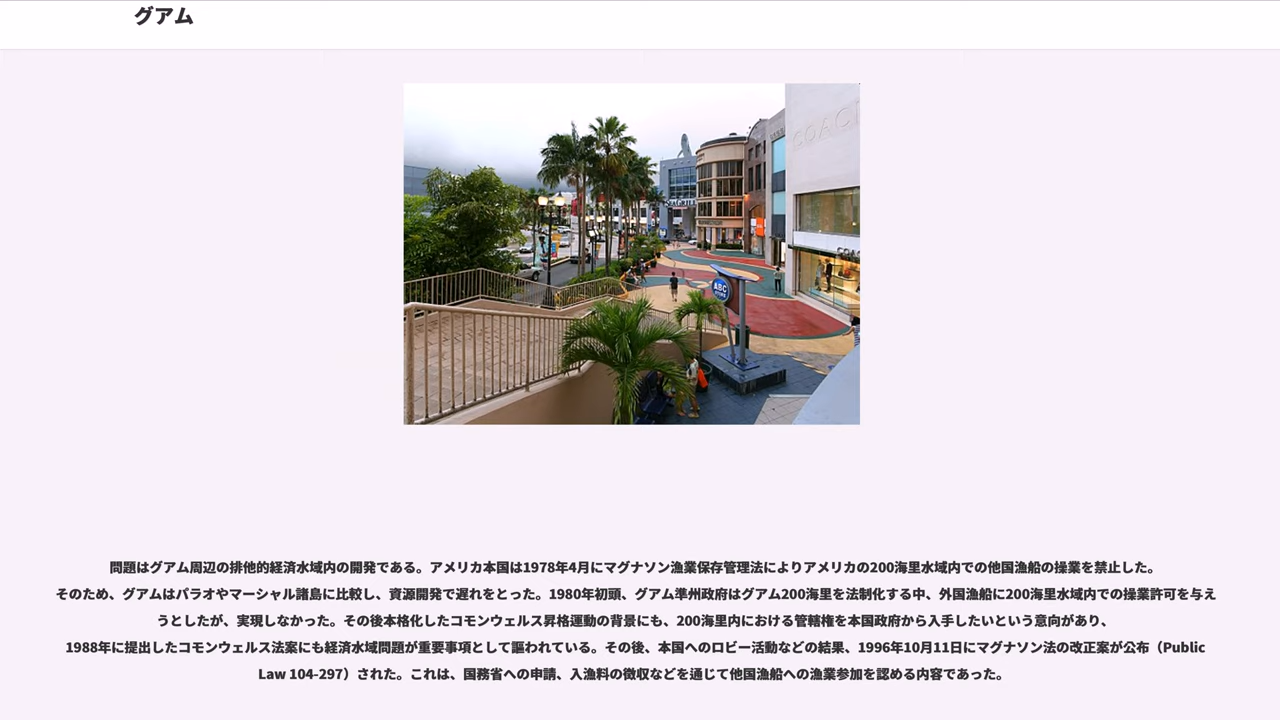 グアム
COACH
ABC
STORE
問題はグアム周辺の排他的経済水域内の開発である。アメリカ本国は1978年4月にマグナソン漁業保存管理法によりアメリカの200海里水域内での他国漁船の操業を禁止した。
そのため、グアムはパラオやマーシャル諸島に比較し、資源開発で遅れをとった。1980年初頭、グアム準州政府はグアム200海里を法制化する中、外国漁船に200海里水域内での操業許可を与え
うとしたが、実現しなかった。その後本格化したコモンウェルス昇格運動の背景にも、200海里内における管轄権を本国政府から入手したいという意向があり、
1988年に提出したコモンウェルス法案にも経済水域問題が重要事項として謳われている。その後、本国へのロビー活動などの結果、1996年10月11日にマグナソン法の改正案が公布（Public
Law 104-297）された。これは、国務省への申請、入漁料の徴収などを通じて他国漁船への漁業参加を認める内容であった。